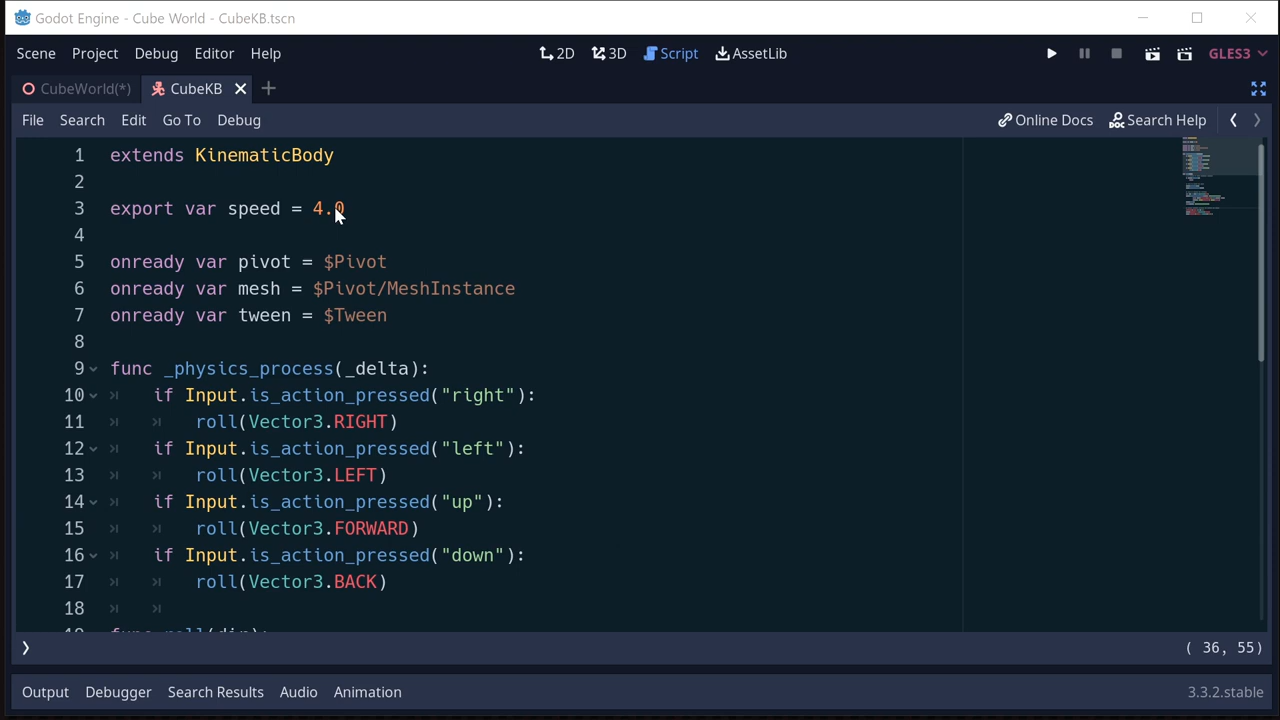 Godot Engine - Cube World - CubeKB.tscn
Scene Project Debug Editor Help 2D 3D Script AssetLib GLES3
CubeWorld(*) CubeKB
File Search Edit Go To Debug Online Docs Search Help
1 extends KinematicBody
2
3 export var speed = 4.0
4
5 onready var pivot = $Pivot
6 onready var mesh = $Pivot/MeshInstance
7 onready var tween = $Tween
8
9 func _physics_process(_delta):
10 if Input.is_action_pressed("right"):
11 roll(Vector3.RIGHT)
12 if Input.is_action_pressed("left"):
13 roll(Vector3.LEFT)
14 if Input.is_action_pressed("up"):
15 roll(Vector3.FORWARD)
16 if Input.is_action_pressed("down"):
17 roll(Vector3.BACK)
18
( 36, 55)
Output Debugger Search Results Audio Animation 3.3.2.stable